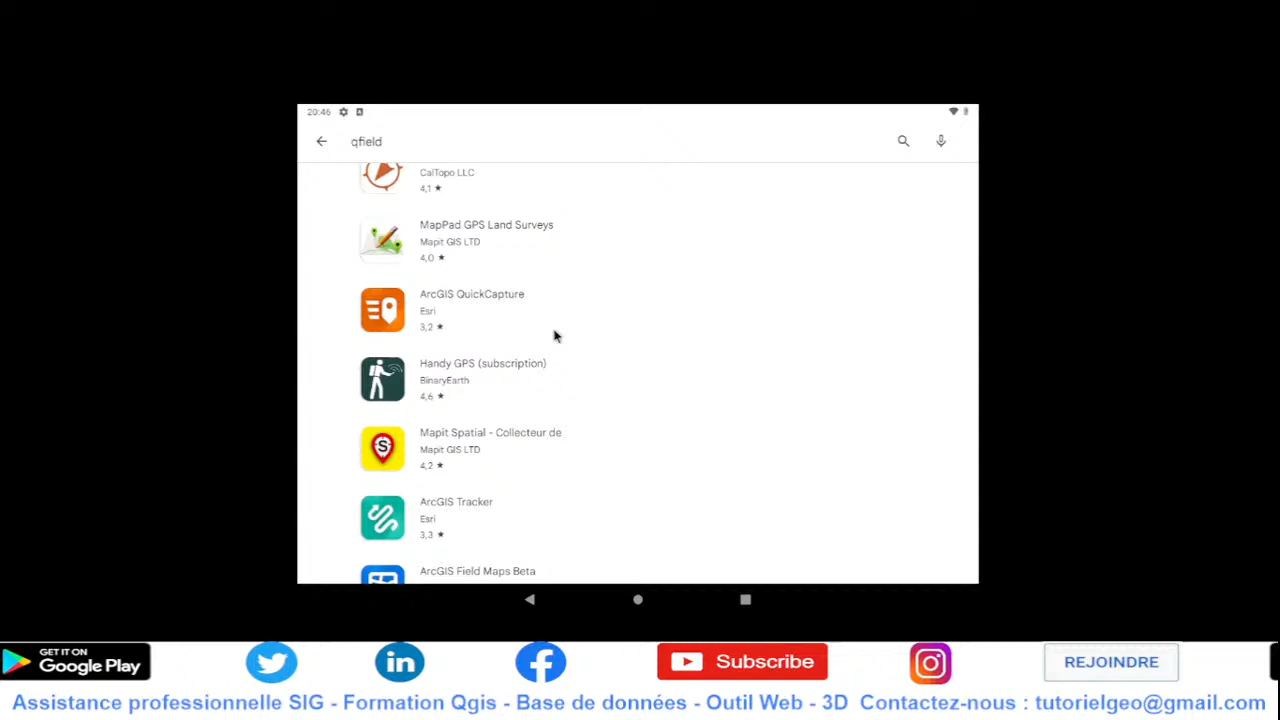 20:46
qfield
CalTopo LLC
4,1 ★
MapPad GPS Land Surveys
Mapit GIS LTD
4,0 ★
ArcGIS QuickCapture
Esri
3,2 ★
Handy GPS (subscription)
BinaryEarth
4,6 ★
S
Mapit Spatial - Collecteur de
Mapit GIS LTD
4,2 ★
ArcGIS Tracker
Esri
3,3 ★
ArcGIS Field Maps Beta
GET IT ON
Google Play
in
f
Subscribe
REJOINDRE
Assistance professionnelle SIG - Formation Qgis - Base de données - Outil Web - 3D Contactez-nous : tutorielgeo@gmail.com